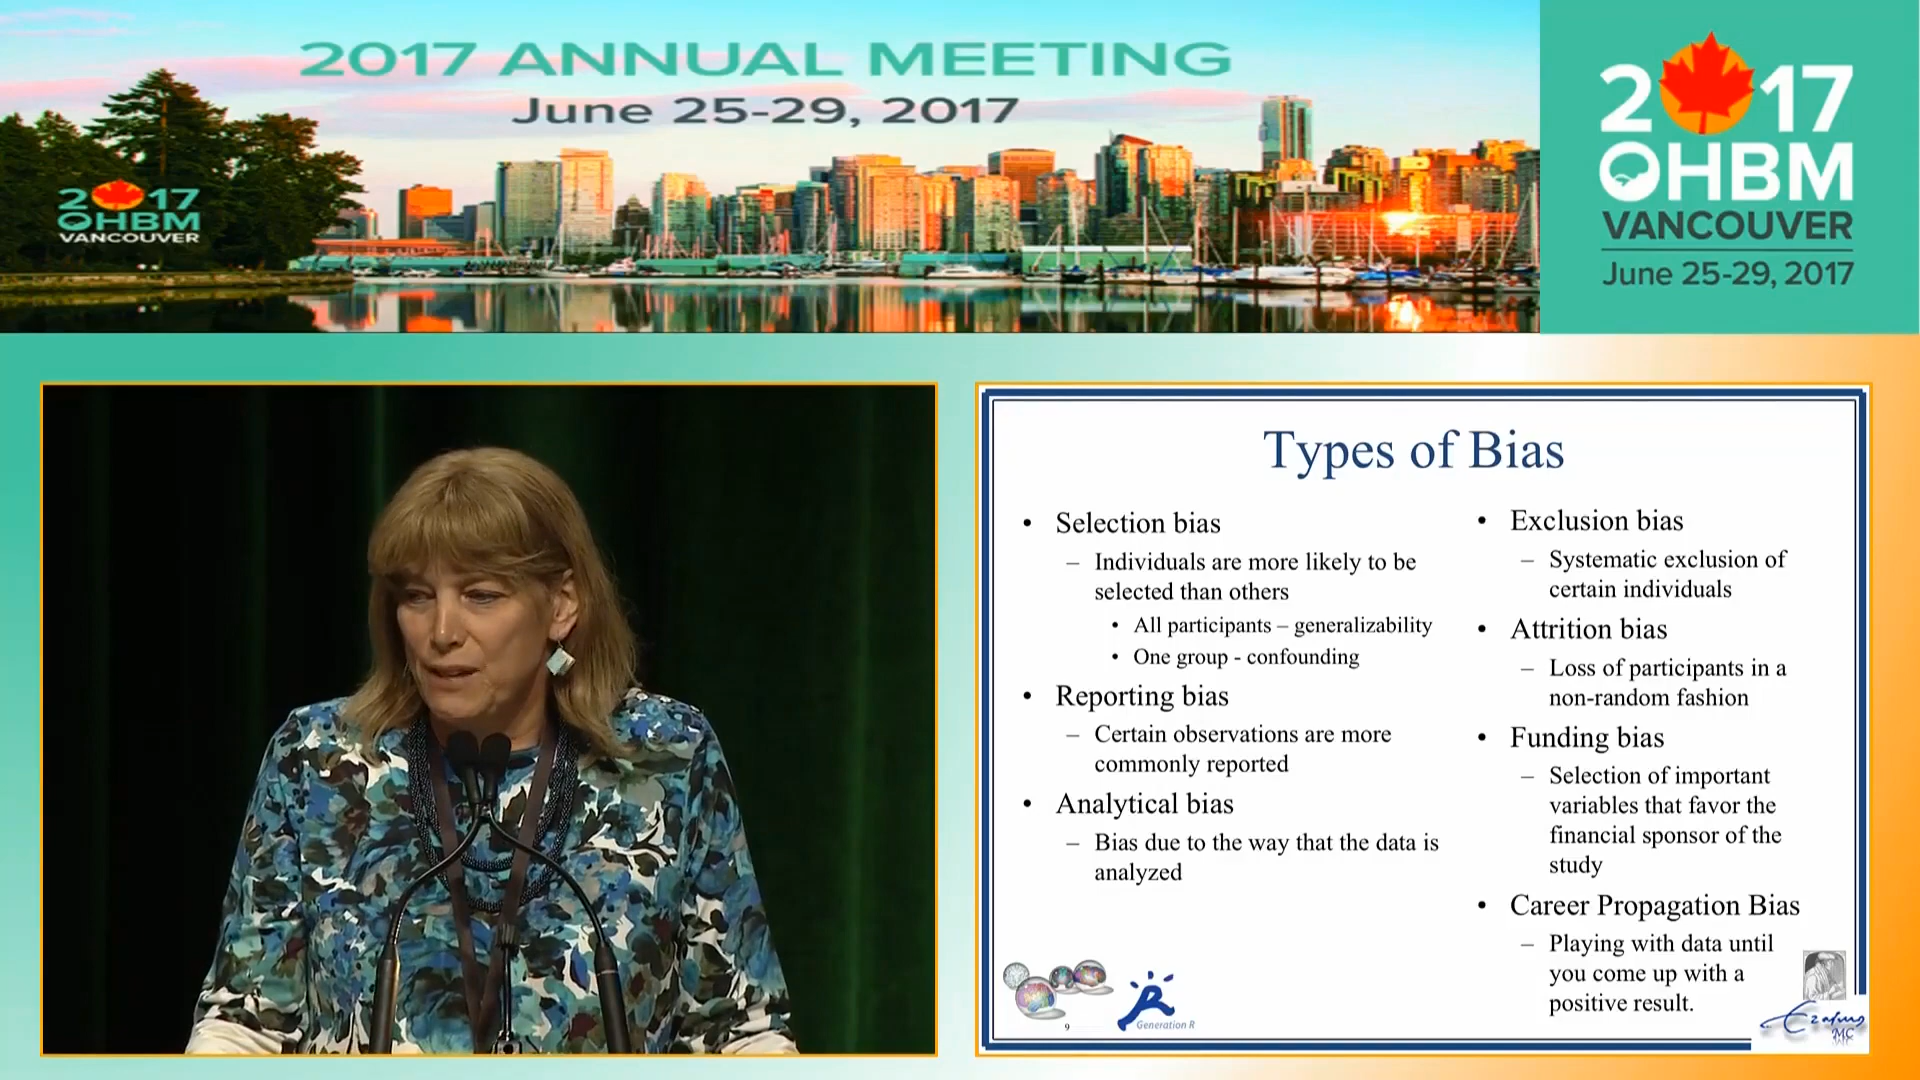 2017 ANNUAL MEETING
June 25-29, 2017
2017
OHBM
VANCOUVER
2017
OHBM
VANCOUVER
June 25-29, 2017
Types of Bias
• Selection bias
– Individuals are more likely to be
selected than others
• All participants – generalizability
• One group - confounding
• Reporting bias
– Certain observations are more
commonly reported
• Analytical bias
– Bias due to the way that the data is
analyzed
• Exclusion bias
– Systematic exclusion of
certain individuals
• Attrition bias
– Loss of participants in a
non-random fashion
• Funding bias
– Selection of important
variables that favor the
financial sponsor of the
study
• Career Propagation Bias
– Playing with data until
you come up with a
positive result.
9
Generation R
Erasmus
MC